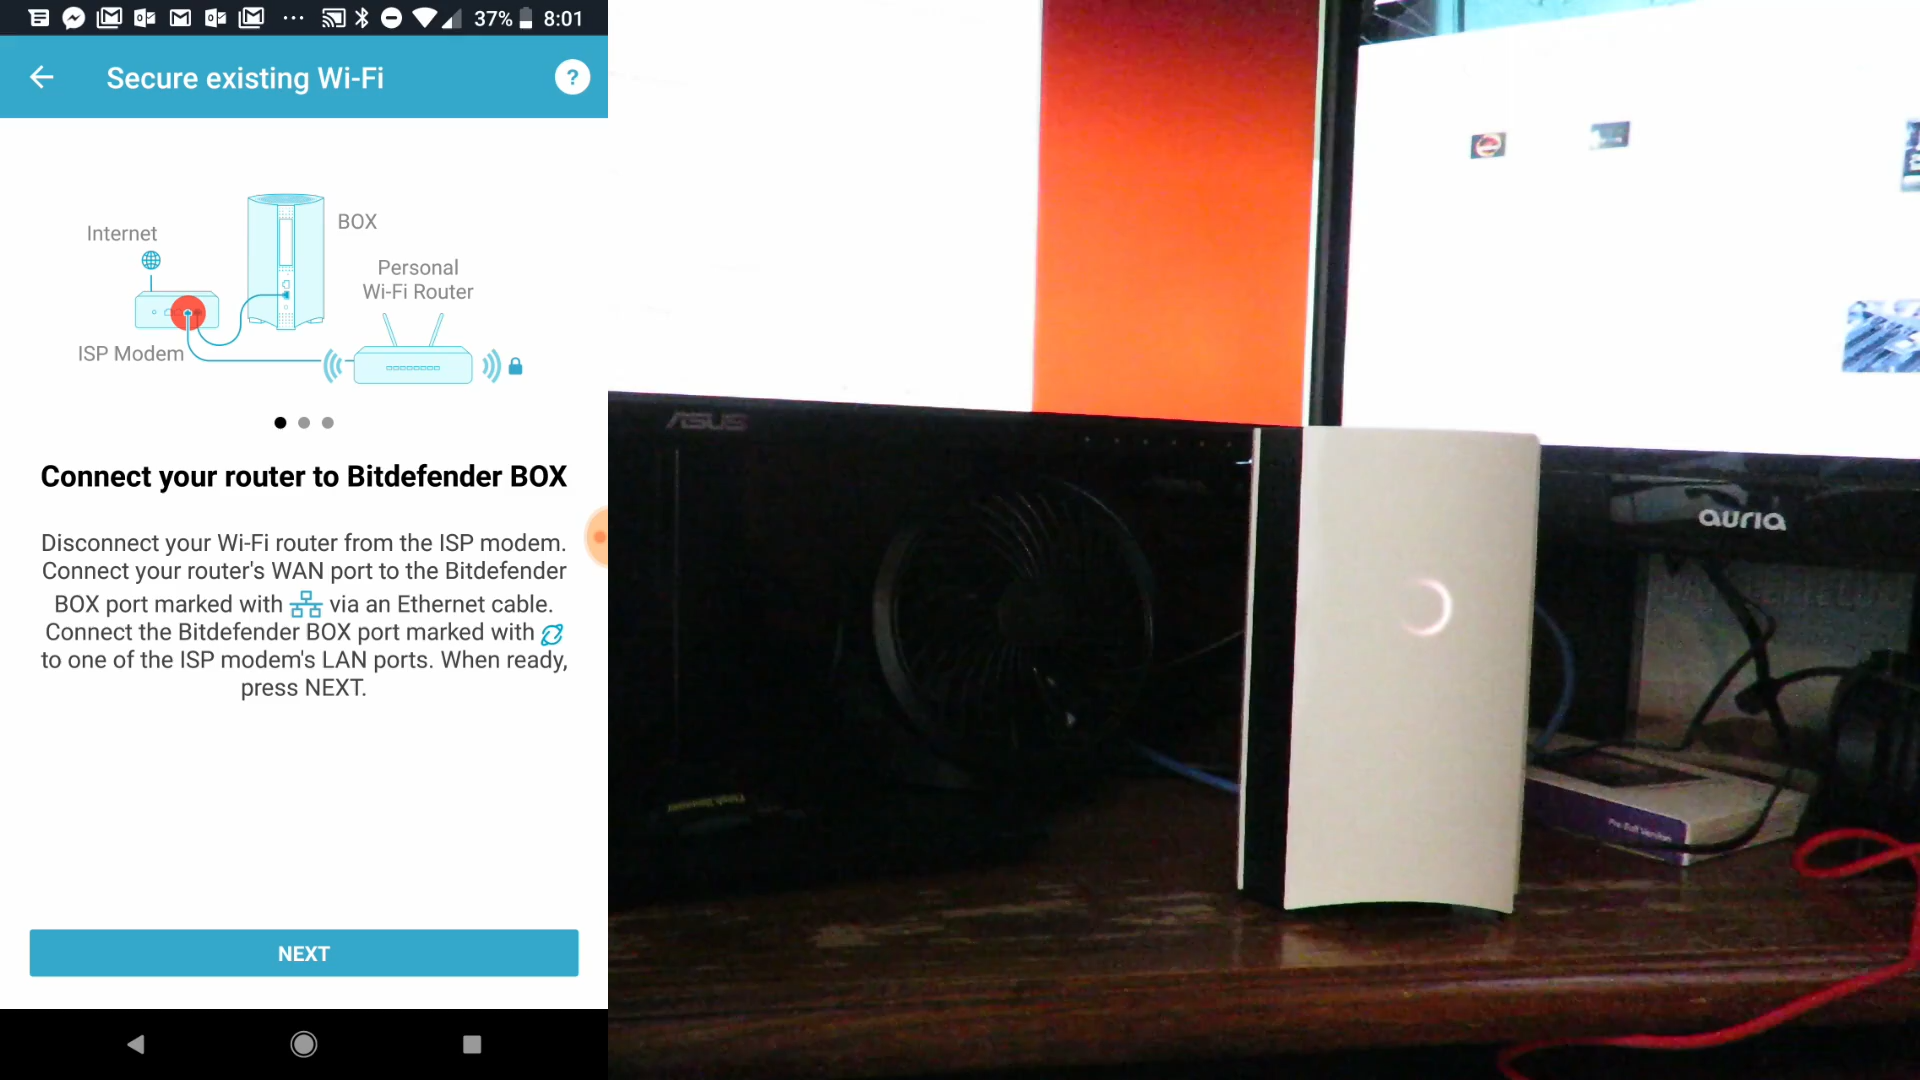 37% 8:01
Secure existing Wi-Fi ?
Internet
BOX
Personal
Wi-Fi Router
ISP Modem
Connect your router to Bitdefender BOX
Disconnect your Wi-Fi router from the ISP modem.
Connect your router's WAN port to the Bitdefender
BOX port marked with via an Ethernet cable.
Connect the Bitdefender BOX port marked with
to one of the ISP modem's LAN ports. When ready,
press NEXT.
NEXT
ASUS
auria
Version